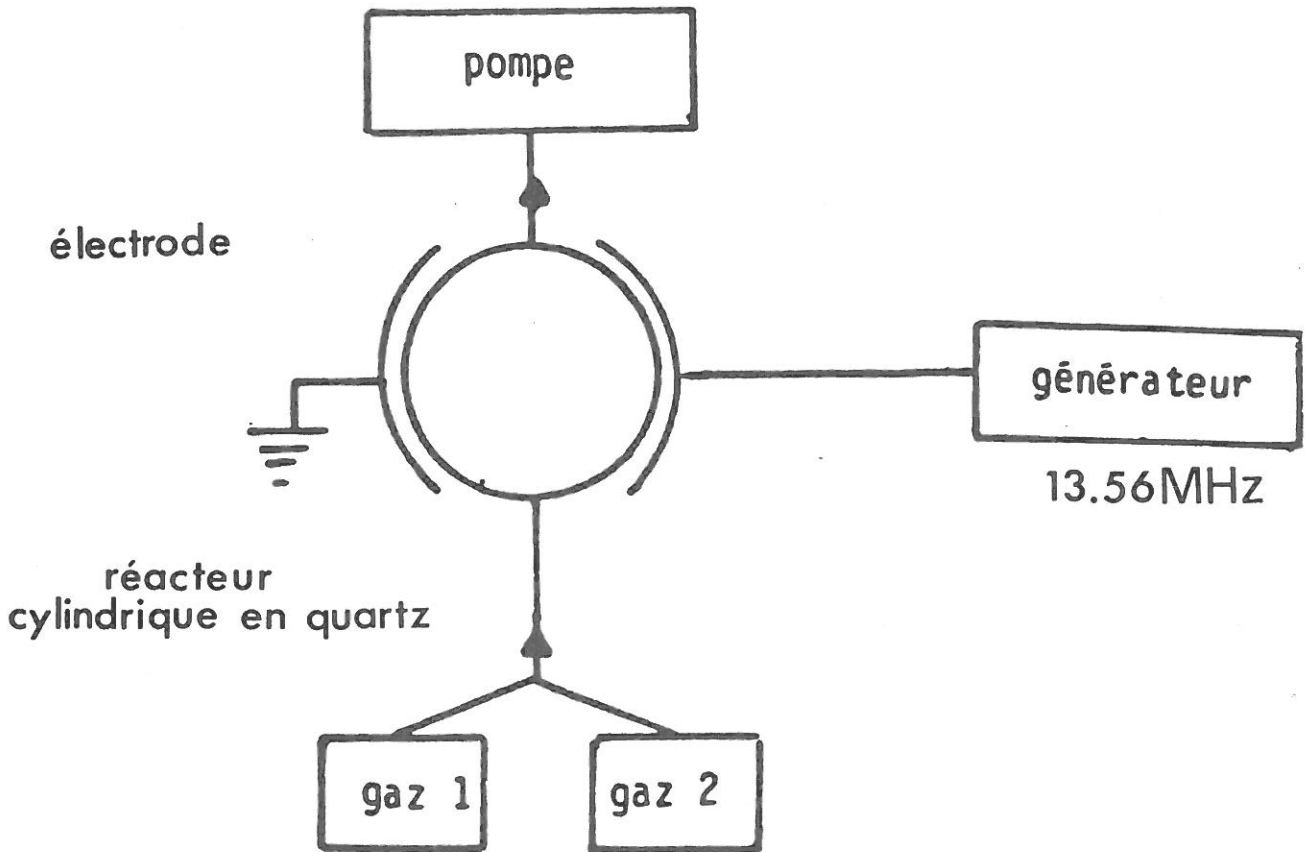 pompe
électrode
générateur
13.56MHz
réacteur
cylindrique en quartz
gaz 1
gaz 2